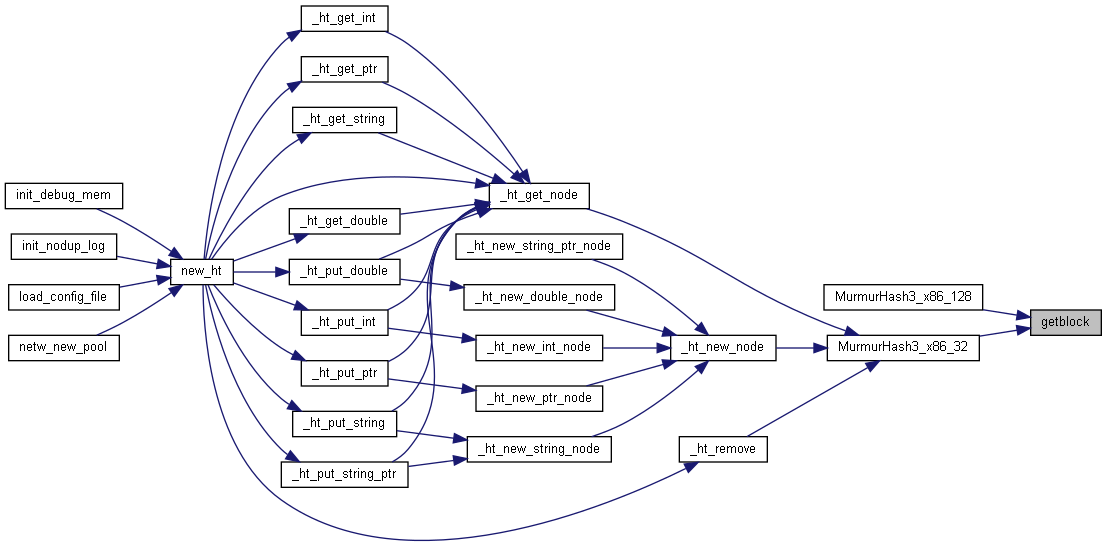 _ht_get_int
_ht_get_ptr
_ht_get_string
init_debug_mem
_ht_get_node
_ht_get_double
init_nodup_log
_ht_new_string_ptr_node
new_ht
_ht_put_double
load_config_file
_ht_new_double_node
MurmurHash3_x86_128
_ht_put_int
getblock
netw_new_pool
_ht_new_int_node
_ht_new_node
MurmurHash3_x86_32
_ht_put_ptr
_ht_new_ptr_node
_ht_put_string
_ht_new_string_node
_ht_remove
_ht_put_string_ptr